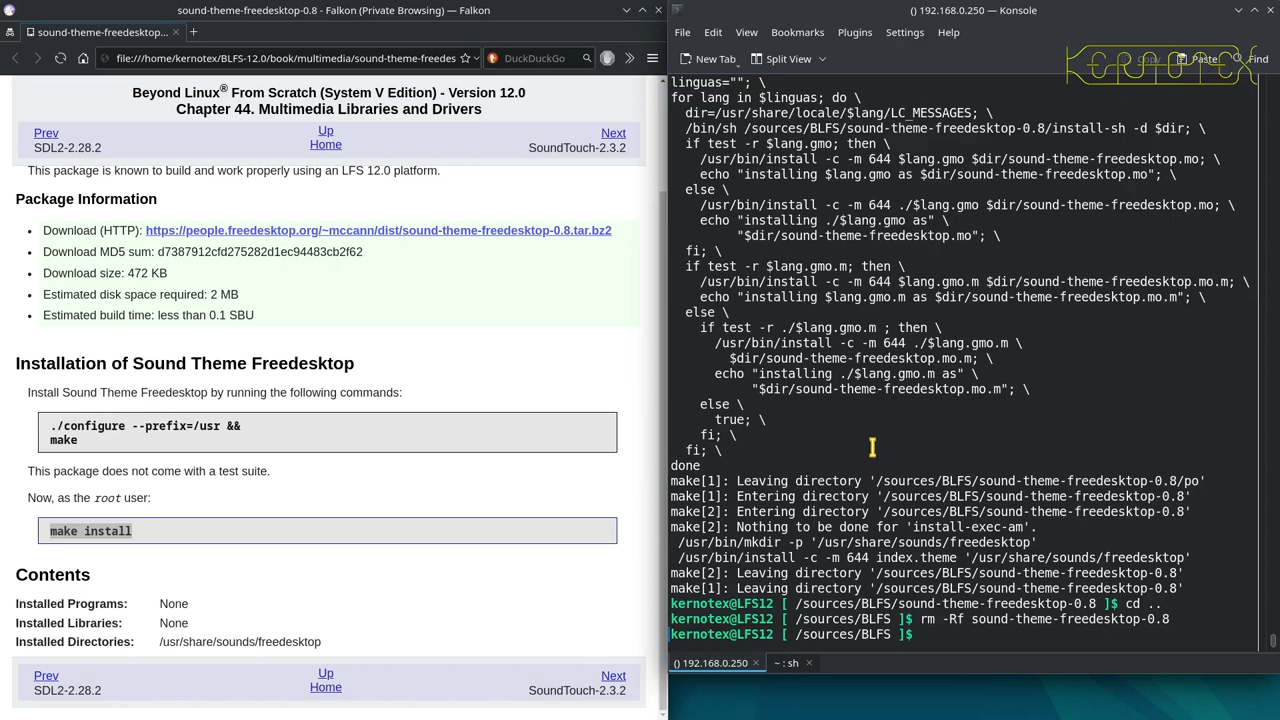 sound-theme-freedesktop-0.8 - Falkon (Private Browsing) — Falkon
sound-theme-freedesktop...
file:///home/kernotex/BLFS-12.0/book/multimedia/sound-theme-freedes
DuckDuckGo
Beyond Linux® From Scratch (System V Edition) - Version 12.0
Chapter 44. Multimedia Libraries and Drivers
Prev Up Next
SDL2-2.28.2 Home SoundTouch-2.3.2
This package is known to build and work properly using an LFS 12.0 platform.
Package Information
• Download (HTTP): https://people.freedesktop.org/~mccann/dist/sound-theme-freedesktop-0.8.tar.bz2
• Download MD5 sum: d7387912cfd275282d1ec94483cb2f62
• Download size: 472 KB
• Estimated disk space required: 2 MB
• Estimated build time: less than 0.1 SBU
Installation of Sound Theme Freedesktop
Install Sound Theme Freedesktop by running the following commands:
./configure --prefix=/usr &&
make
This package does not come with a test suite.
Now, as the root user:
make install
Contents
Installed Programs: None
Installed Libraries: None
Installed Directories: /usr/share/sounds/freedesktop
Prev Up Next
SDL2-2.28.2 Home SoundTouch-2.3.2
() 192.168.0.250 — Konsole
File Edit View Bookmarks Plugins Settings Help
New Tab Split View Copy Paste Find
KERNOTEX
linguas=""; \
for lang in $linguas; do \
  dir=/usr/share/locale/$lang/LC_MESSAGES; \
  /bin/sh /sources/BLFS/sound-theme-freedesktop-0.8/install-sh -d $dir; \
  if test -r $lang.gmo; then \
    /usr/bin/install -c -m 644 $lang.gmo $dir/sound-theme-freedesktop.mo; \
    echo "installing $lang.gmo as $dir/sound-theme-freedesktop.mo"; \
  else \
    /usr/bin/install -c -m 644 ./$lang.gmo $dir/sound-theme-freedesktop.mo; \
    echo "installing ./$lang.gmo as" \
         "$dir/sound-theme-freedesktop.mo"; \
  fi; \
  if test -r $lang.gmo.m; then \
    /usr/bin/install -c -m 644 $lang.gmo.m $dir/sound-theme-freedesktop.mo.m; \
    echo "installing $lang.gmo.m as $dir/sound-theme-freedesktop.mo.m"; \
  else \
    if test -r ./$lang.gmo.m ; then \
      /usr/bin/install -c -m 644 ./$lang.gmo.m \
        $dir/sound-theme-freedesktop.mo.m; \
      echo "installing ./$lang.gmo.m as" \
           "$dir/sound-theme-freedesktop.mo.m"; \
    else \
      true; \
    fi; \
  fi; \
done
make[1]: Leaving directory '/sources/BLFS/sound-theme-freedesktop-0.8/po'
make[1]: Entering directory '/sources/BLFS/sound-theme-freedesktop-0.8'
make[2]: Entering directory '/sources/BLFS/sound-theme-freedesktop-0.8'
make[2]: Nothing to be done for 'install-exec-am'.
 /usr/bin/mkdir -p '/usr/share/sounds/freedesktop'
 /usr/bin/install -c -m 644 index.theme '/usr/share/sounds/freedesktop'
make[2]: Leaving directory '/sources/BLFS/sound-theme-freedesktop-0.8'
make[1]: Leaving directory '/sources/BLFS/sound-theme-freedesktop-0.8'
kernotex@LFS12 [ /sources/BLFS/sound-theme-freedesktop-0.8 ]$ cd ..
kernotex@LFS12 [ /sources/BLFS ]$ rm -Rf sound-theme-freedesktop-0.8
kernotex@LFS12 [ /sources/BLFS ]$
() 192.168.0.250 ~ : sh